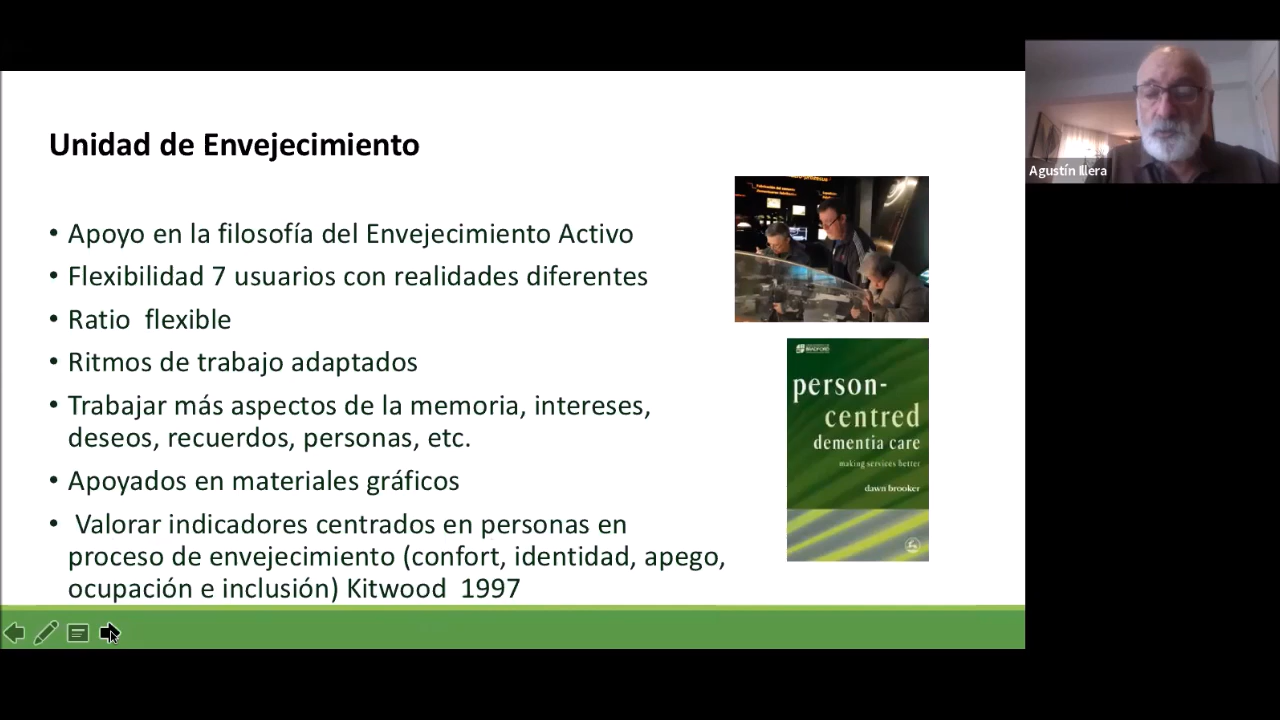 Unidad de Envejecimiento
• Apoyo en la filosofía del Envejecimiento Activo
• Flexibilidad 7 usuarios con realidades diferentes
• Ratio flexible
• Ritmos de trabajo adaptados
• Trabajar más aspectos de la memoria, intereses,
deseos, recuerdos, personas, etc.
• Apoyados en materiales gráficos
• Valorar indicadores centrados en personas en
proceso de envejecimiento (confort, identidad, apego,
ocupación e inclusión) Kitwood 1997
BRADFORD
person-
centred
dementia care
making services better
dawn brooker
Agustín Illera